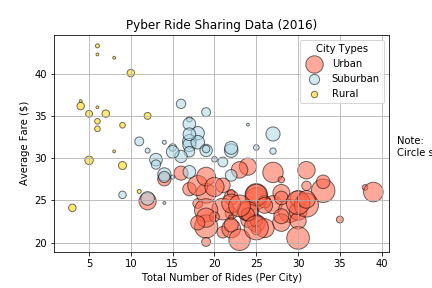 Pyber Ride Sharing Data (2016)
City Types
Urban
Suburban
Rural
Note:
Circle s
Average Fare ($)
40
35
30
25
20
5 10 15 20 25 30 35 40
Total Number of Rides (Per City)